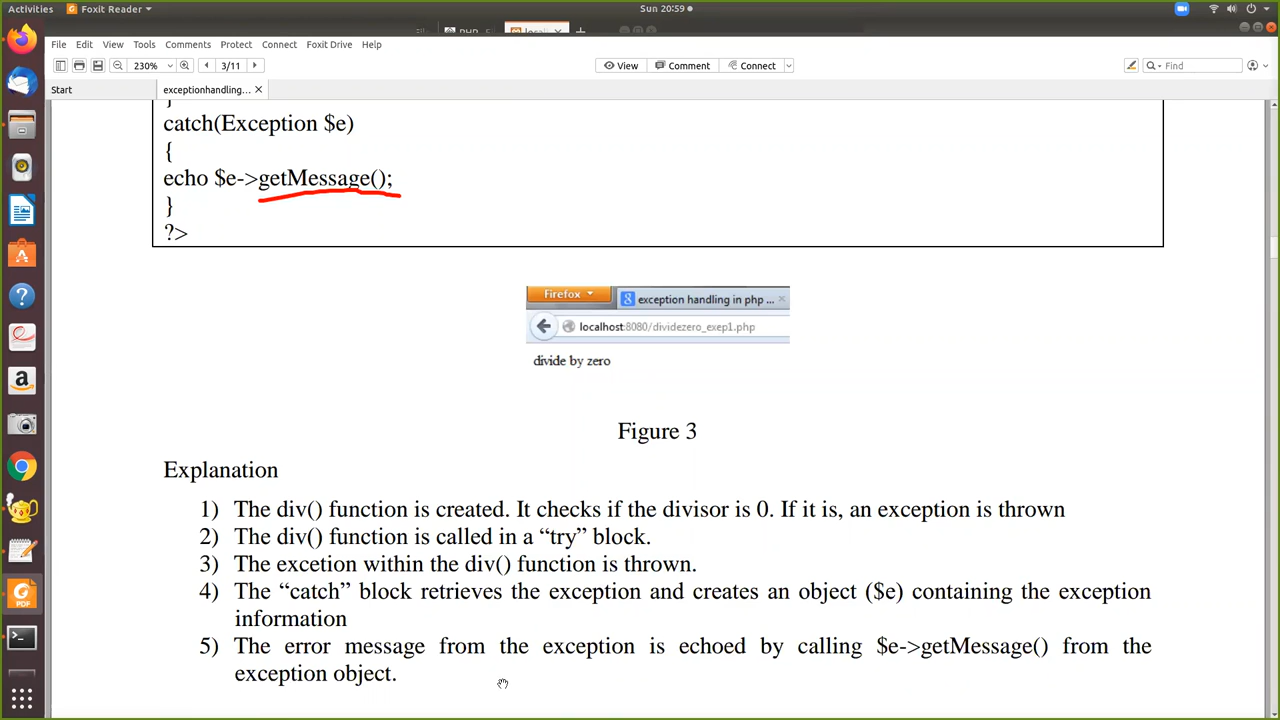 Activities
Foxit Reader
Sun 20:59
File Edit View Tools Comments Protect Connect Foxit Drive Help
230% 3/11 View Comment Connect Find
Start exceptionhandling...
}
catch(Exception $e)
{
echo $e->getMessage();
}
?>
Firefox exception handling in php ...
localhost:8080/dividezero_exep1.php
divide by zero
Figure 3
Explanation
1) The div() function is created. It checks if the divisor is 0. If it is, an exception is thrown
2) The div() function is called in a “try” block.
3) The excetion within the div() function is thrown.
4) The “catch” block retrieves the exception and creates an object ($e) containing the exception
information
5) The error message from the exception is echoed by calling $e->getMessage() from the
exception object.